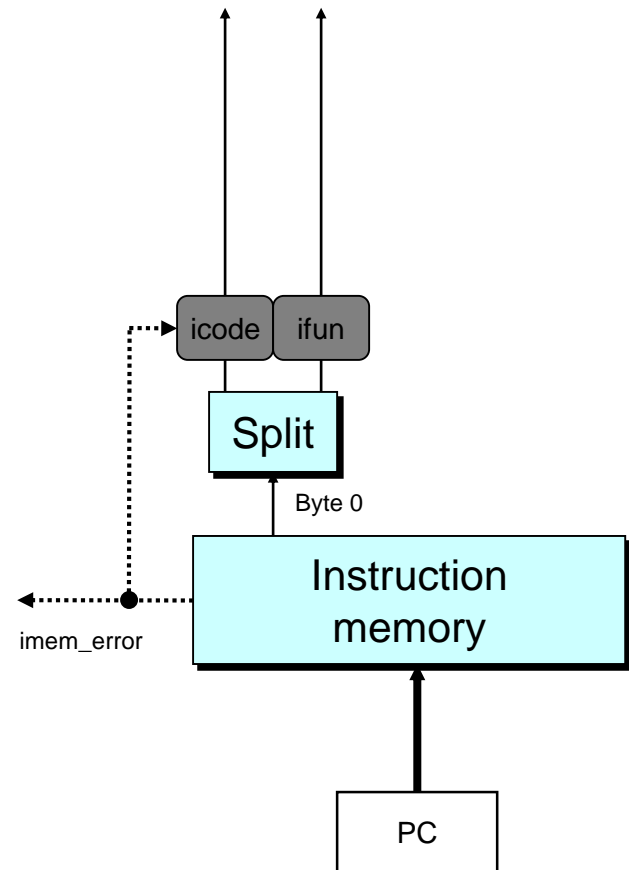 icode ifun
Split
Byte 0
Instruction
memory
imem_error
PC